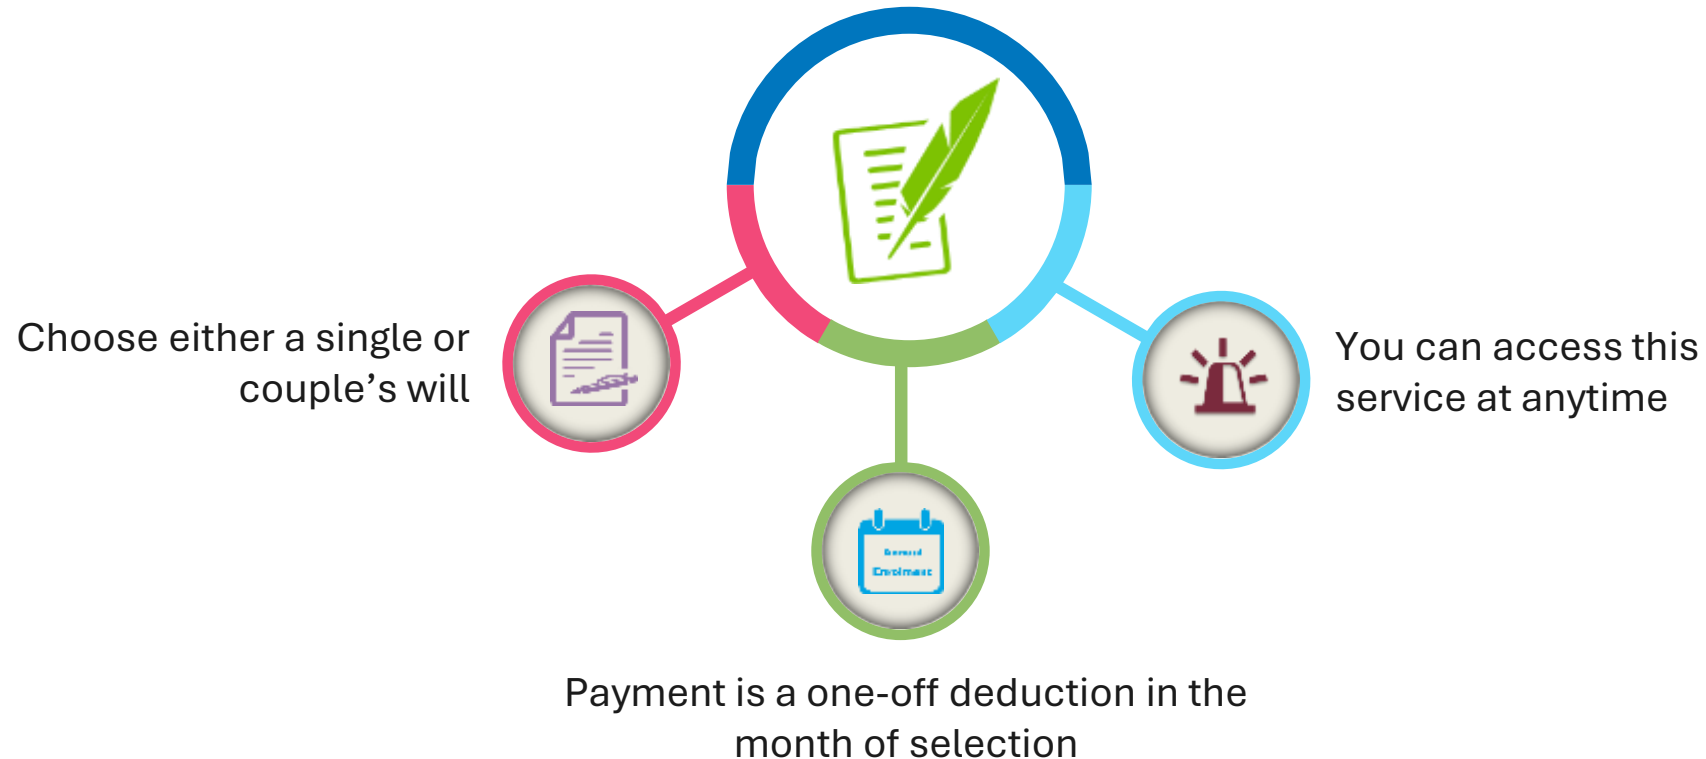 Choose either a single or
couple’s will
You can access this
service at anytime
Enrolment
Payment is a one-off deduction in the
month of selection